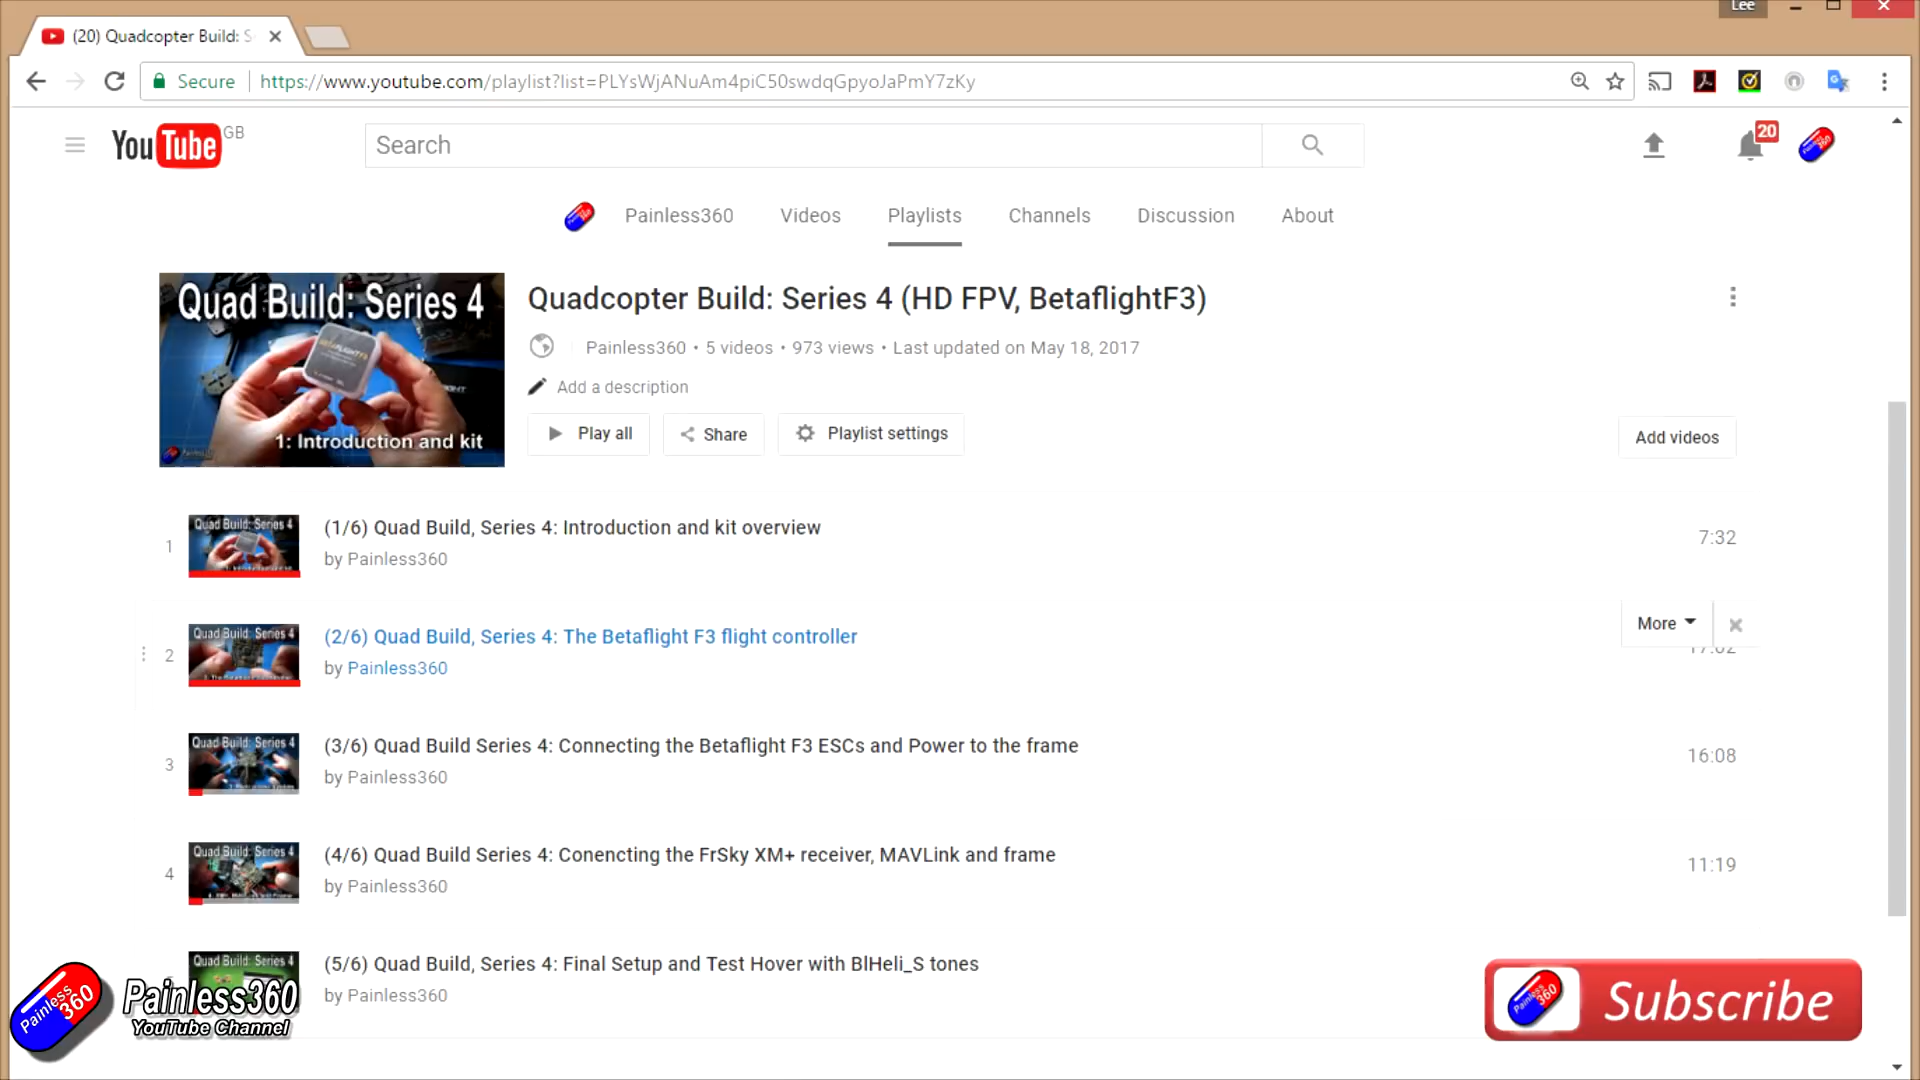 Lee
(20) Quadcopter Build: S
Secure https://www.youtube.com/playlist?list=PLYsWjANuAm4piC50swdqGpyoJaPmY7zKy
YouTube GB
Search
20
Painless360 Videos Playlists Channels Discussion About
Quad Build: Series 4
1: Introduction and kit
Quadcopter Build: Series 4 (HD FPV, BetaflightF3)
Painless360 • 5 videos • 973 views • Last updated on May 18, 2017
Add a description
Play all Share Playlist settings
Add videos
1 Quad Build: Series 4 (1/6) Quad Build, Series 4: Introduction and kit overview 7:32
by Painless360
2 Quad Build: Series 4 (2/6) Quad Build, Series 4: The Betaflight F3 flight controller More
by Painless360
3 Quad Build: Series 4 (3/6) Quad Build Series 4: Connecting the Betaflight F3 ESCs and Power to the frame 16:08
by Painless360
4 Quad Build: Series 4 (4/6) Quad Build Series 4: Conencting the FrSky XM+ receiver, MAVLink and frame 11:19
by Painless360
Quad Build: Series 4 (5/6) Quad Build, Series 4: Final Setup and Test Hover with BlHeli_S tones
by Painless360
Painless 360
Painless360
YouTube Channel
Painless 360
Subscribe